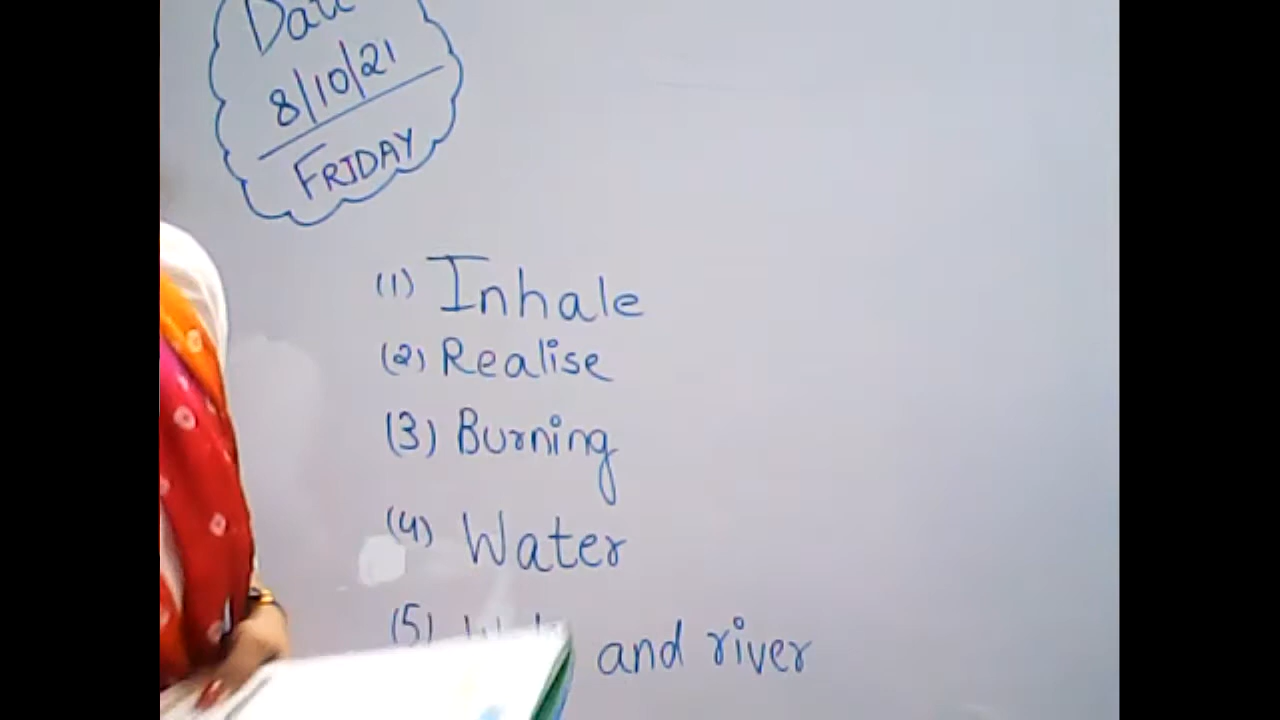 Date
8/10/21
FRIDAY
(1) Inhale
(2) Realise
(3) Burning
(4) Water
(5) and river